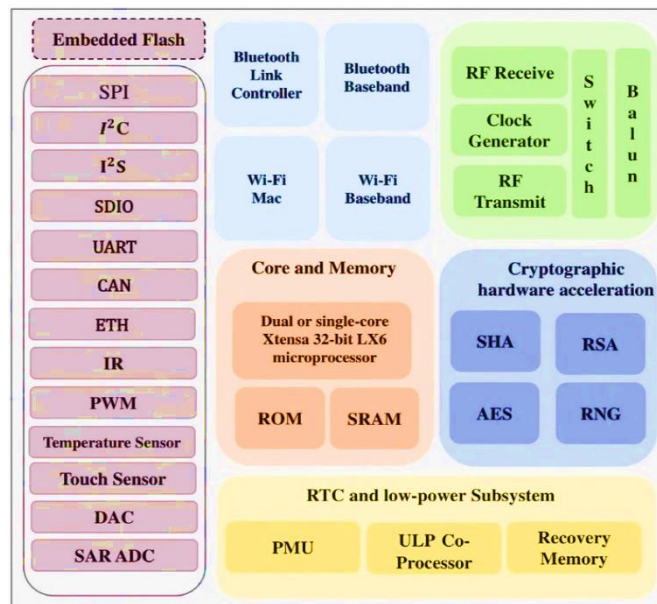 Embedded Flash
SPI
I²C
I²S
SDIO
UART
CAN
ETH
IR
PWM
Temperature Sensor
Touch Sensor
DAC
SAR ADC
Bluetooth
Link
Controller
Bluetooth
Baseband
Wi-Fi
Mac
Wi-Fi
Baseband
RF Receive
Clock
Generator
RF
Transmit
Switch
Balun
Core and Memory
Dual or single-core
Xtensa 32-bit LX6
microprocessor
ROM
SRAM
Cryptographic
hardware acceleration
SHA
RSA
AES
RNG
RTC and low-power Subsystem
PMU
ULP Co-
Processor
Recovery
Memory